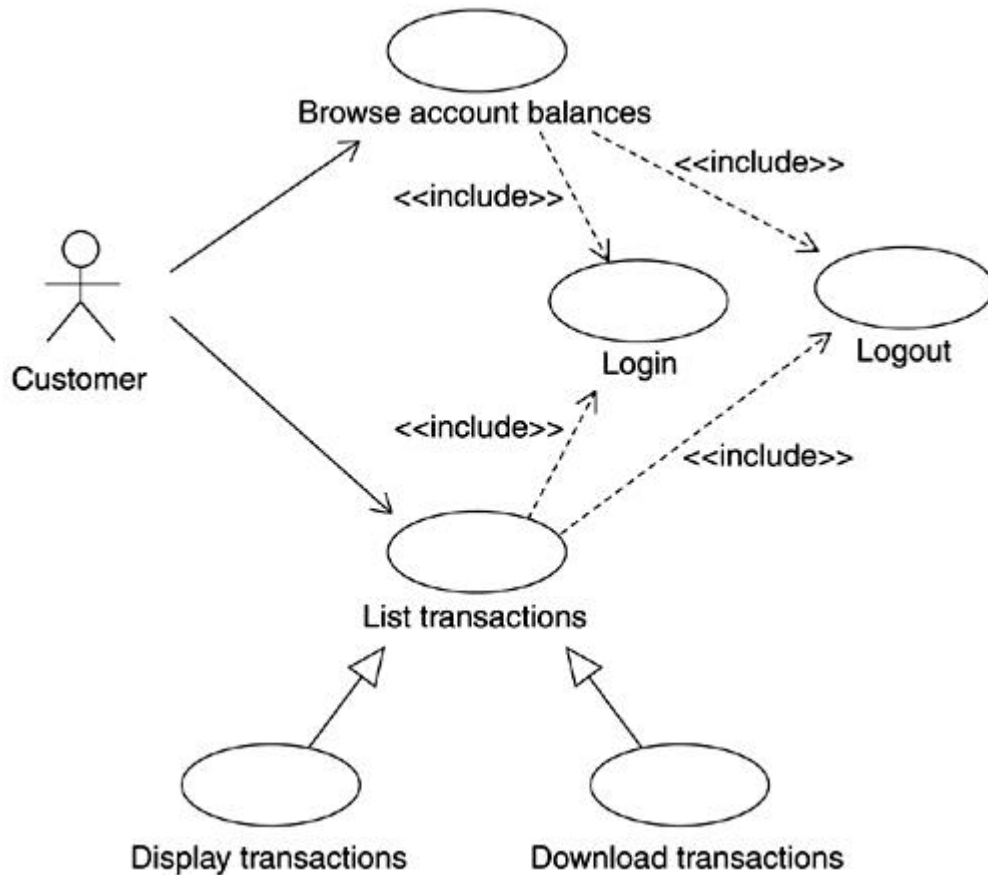 Browse account balances
<<include>>
<<include>>
Customer
Login
Logout
<<include>>
<<include>>
List transactions
Display transactions
Download transactions